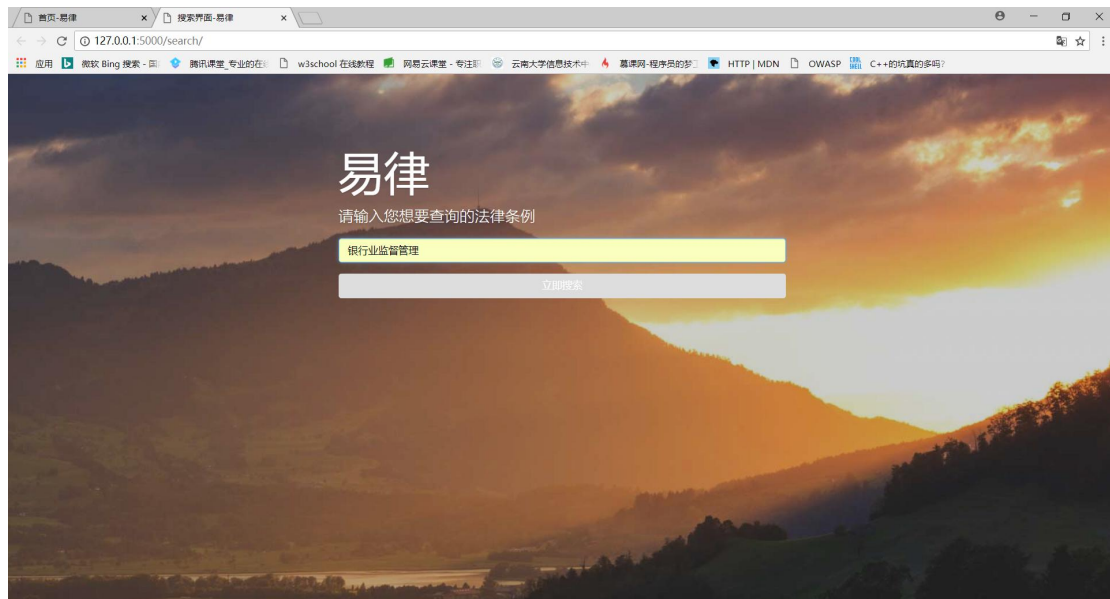 首页-易律
搜索界面-易律
127.0.0.1:5000/search/
应用 微软 Bing 搜索 - 国 腾讯课堂_专业的在 w3school 在线教程 网易云课堂 - 专注职 云南大学信息技术中 慕课网-程序员的梦 HTTP | MDN OWASP C++的坑真的多吗?
易律
请输入您想要查询的法律条例
银行业监督管理
立即搜索